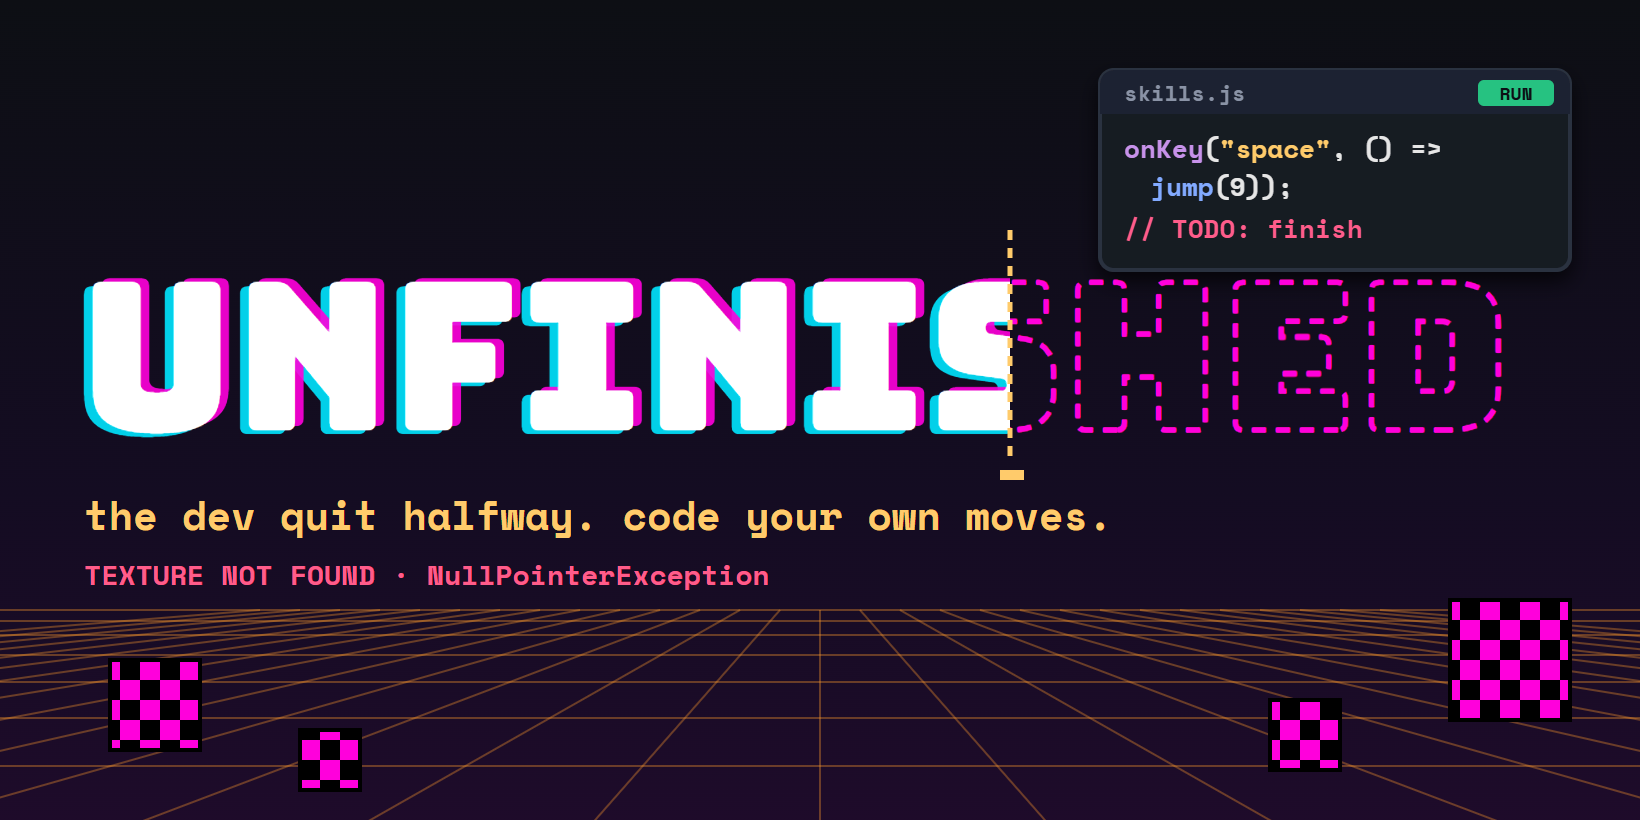 skills.js
RUN
onKey("space", () =>
jump(9));
// TODO: finish
UNFINISHED
the dev quit halfway. code your own moves.
TEXTURE NOT FOUND · NullPointerException